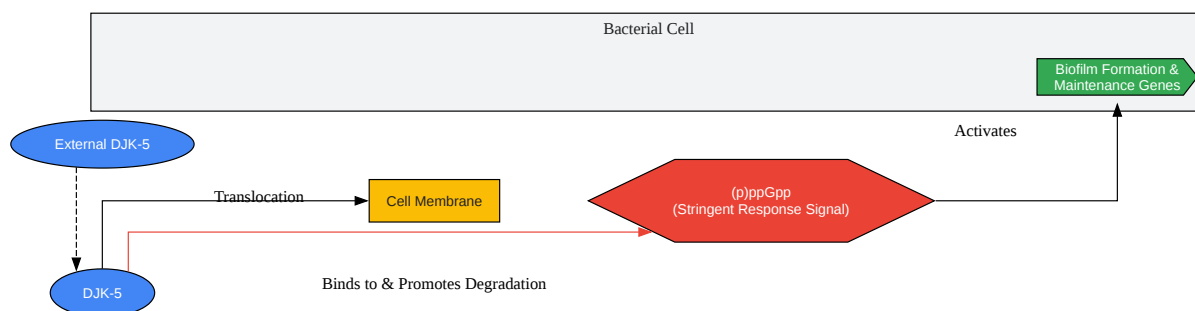 Bacterial Cell
Biofilm Formation &
Maintenance Genes
Activates
External DJK-5
Translocation
Cell Membrane
(p)ppGpp
(Stringent Response Signal)
Binds to & Promotes Degradation
DJK-5